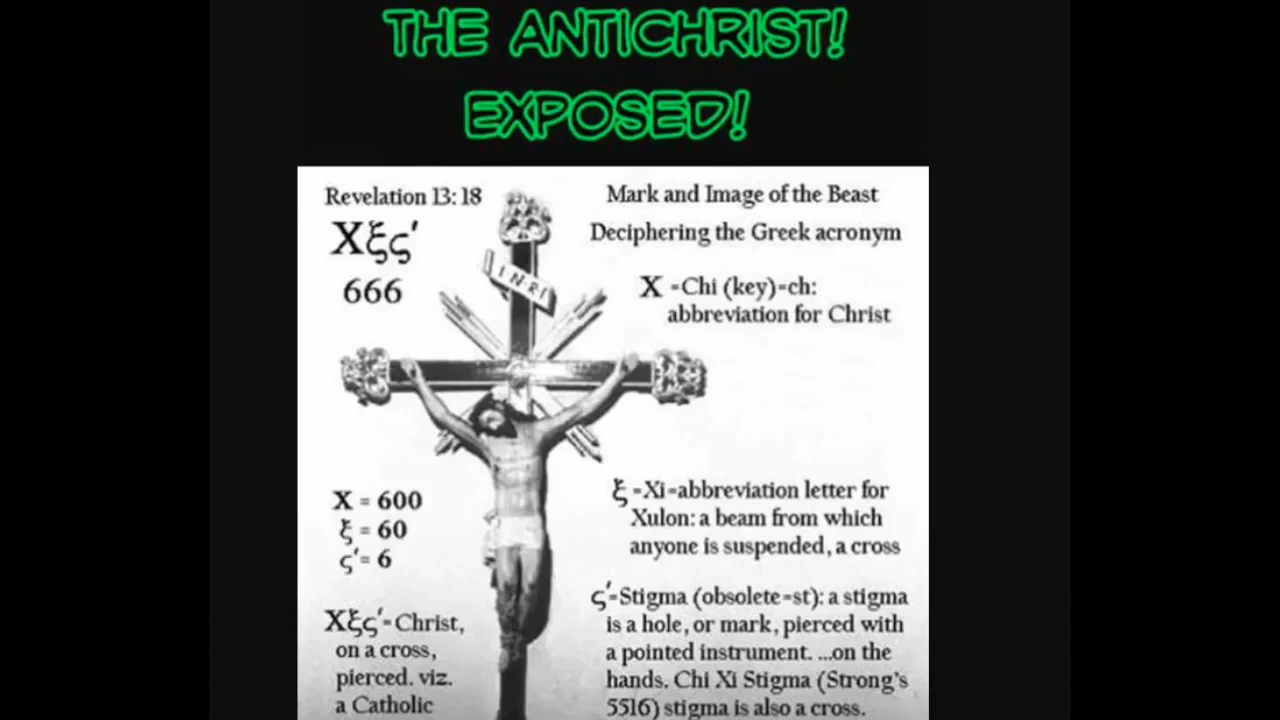 THE ANTICHRIST!
EXPOSED!
Revelation 13:18
Χξς'
666
Mark and Image of the Beast
Deciphering the Greek acronym
X =Chi (key)=ch:
abbreviation for Christ
I·N·R·I
X = 600
ξ = 60
ς'= 6
Χξς'=Christ,
on a cross,
pierced. viz.
a Catholic
ξ =Xi=abbreviation letter for
Xulon: a beam from which
anyone is suspended, a cross
ς'=Stigma (obsolete=st): a stigma
is a hole, or mark, pierced with
a pointed instrument. ...on the
hands. Chi Xi Stigma (Strong's
5516) stigma is also a cross.